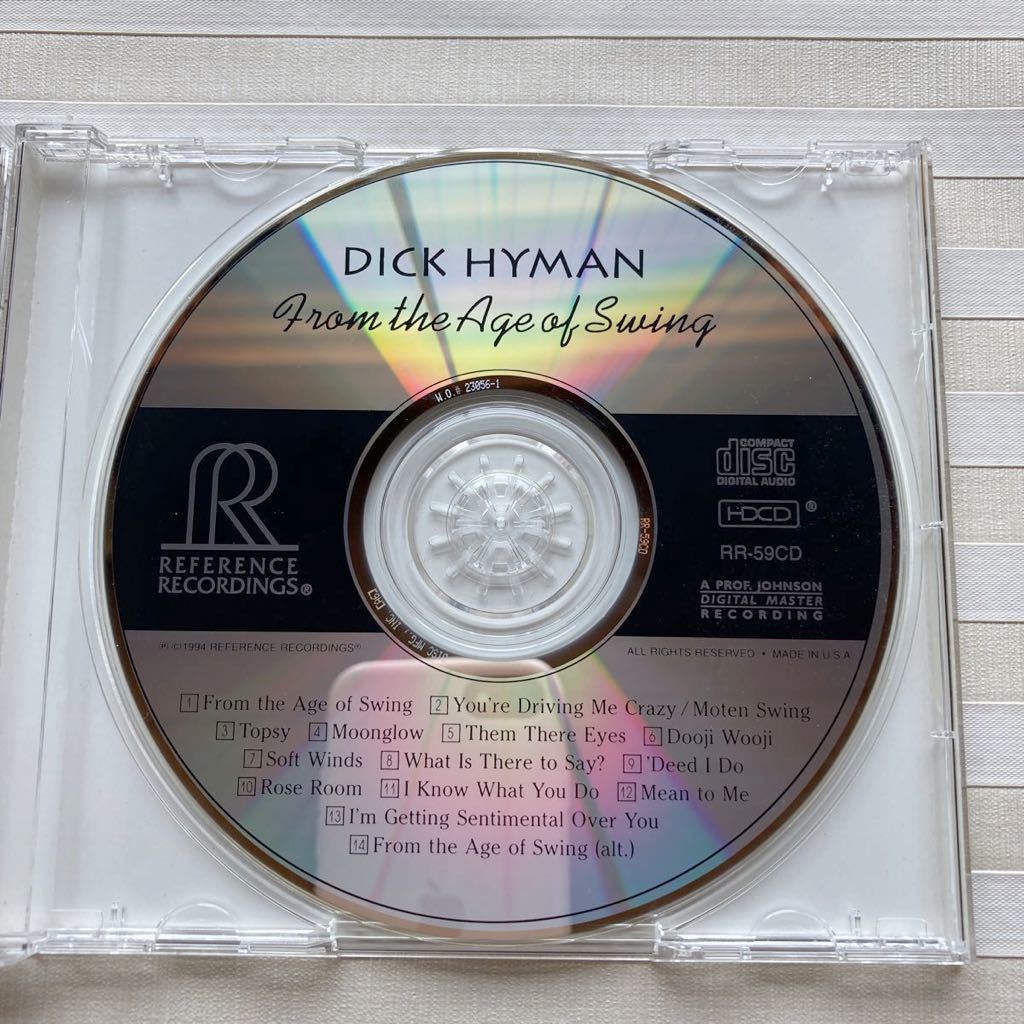 DICK HYMAN
From the Age of Swing
W.O.# 23056-1
RR-59CD
REFERENCE
RECORDINGS®
COMPACT
disc
DIGITAL AUDIO
HDCD ®
RR-59CD
A PROF. JOHNSON
DIGITAL MASTER
RECORDING
℗ ©1994 REFERENCE RECORDINGS®
ALL RIGHTS RESERVED • MADE IN U.S.A
1 From the Age of Swing 2 You're Driving Me Crazy / Moten Swing
3 Topsy 4 Moonglow 5 Them There Eyes 6 Dooji Wooji
7 Soft Winds 8 What Is There to Say? 9 'Deed I Do
10 Rose Room 11 I Know What You Do 12 Mean to Me
13 I'm Getting Sentimental Over You
14 From the Age of Swing (alt.)